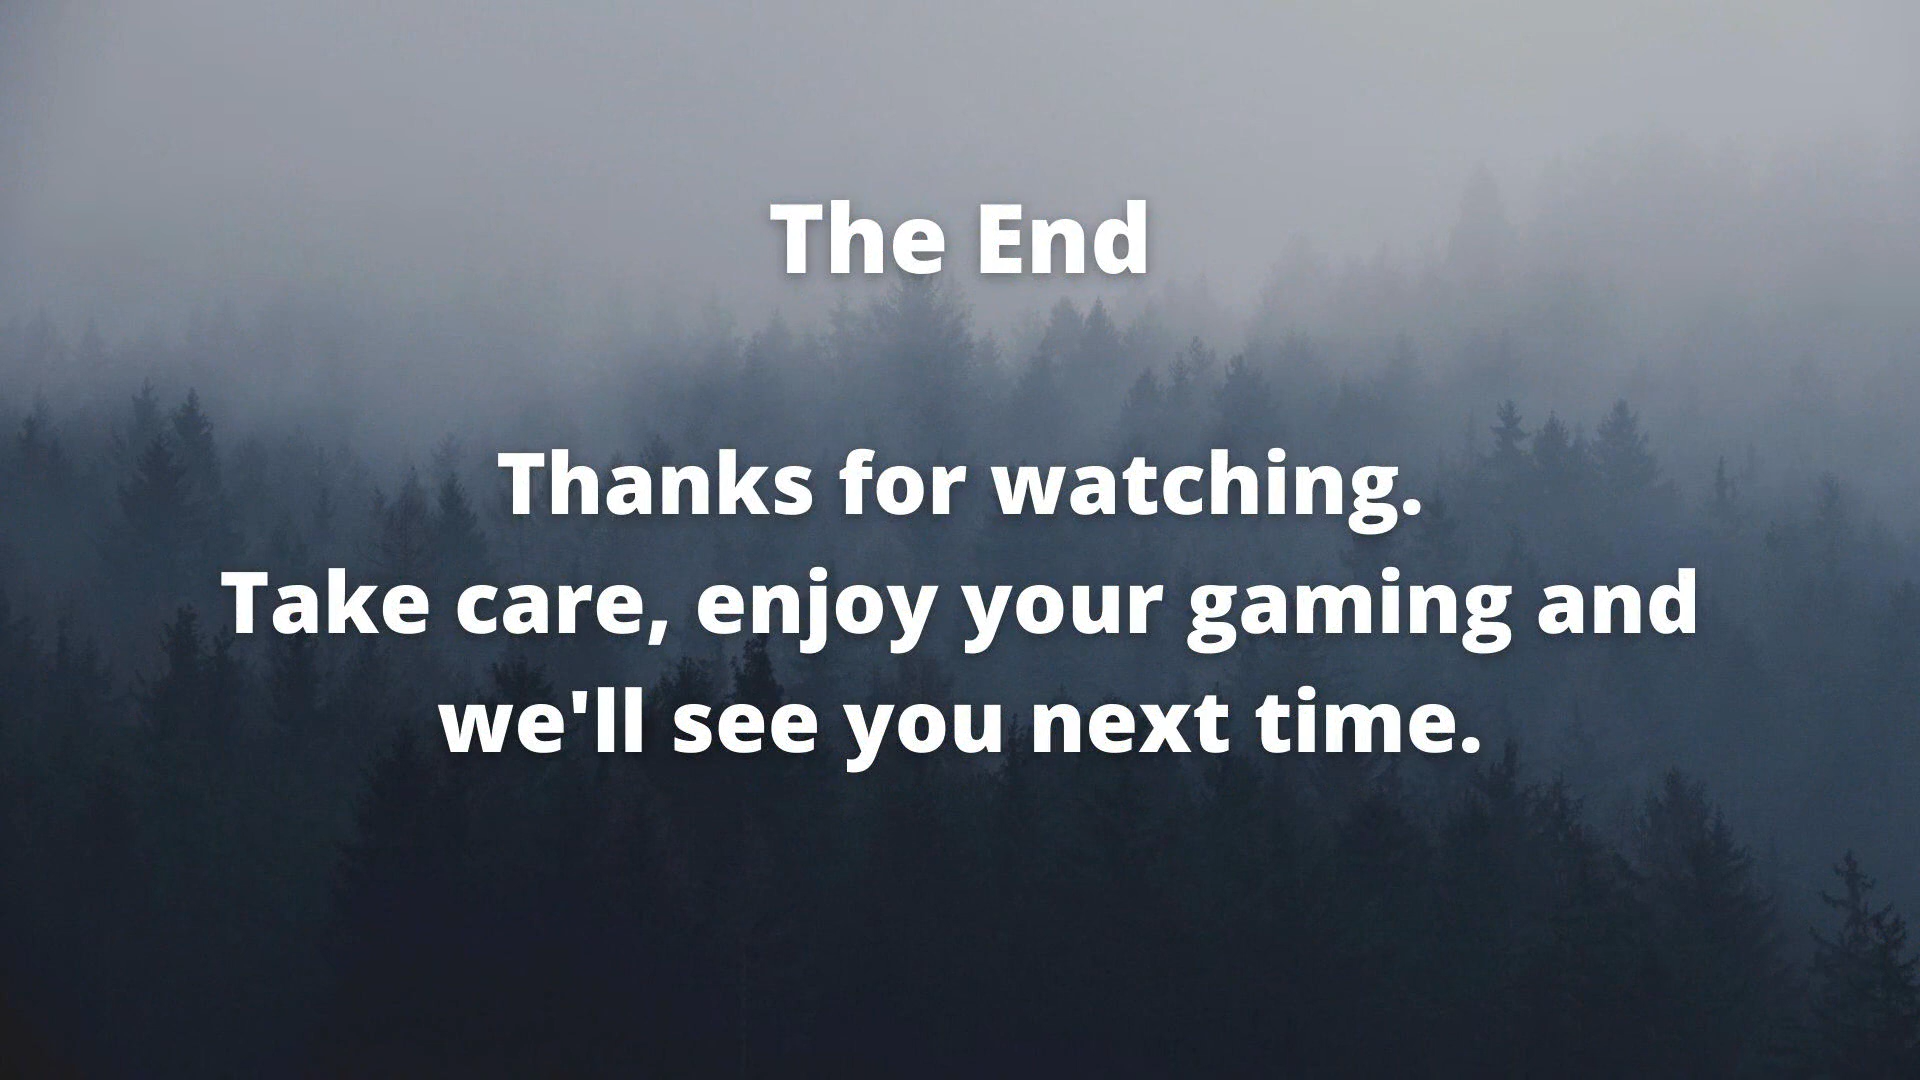 The End
Thanks for watching.
Take care, enjoy your gaming and
we'll see you next time.